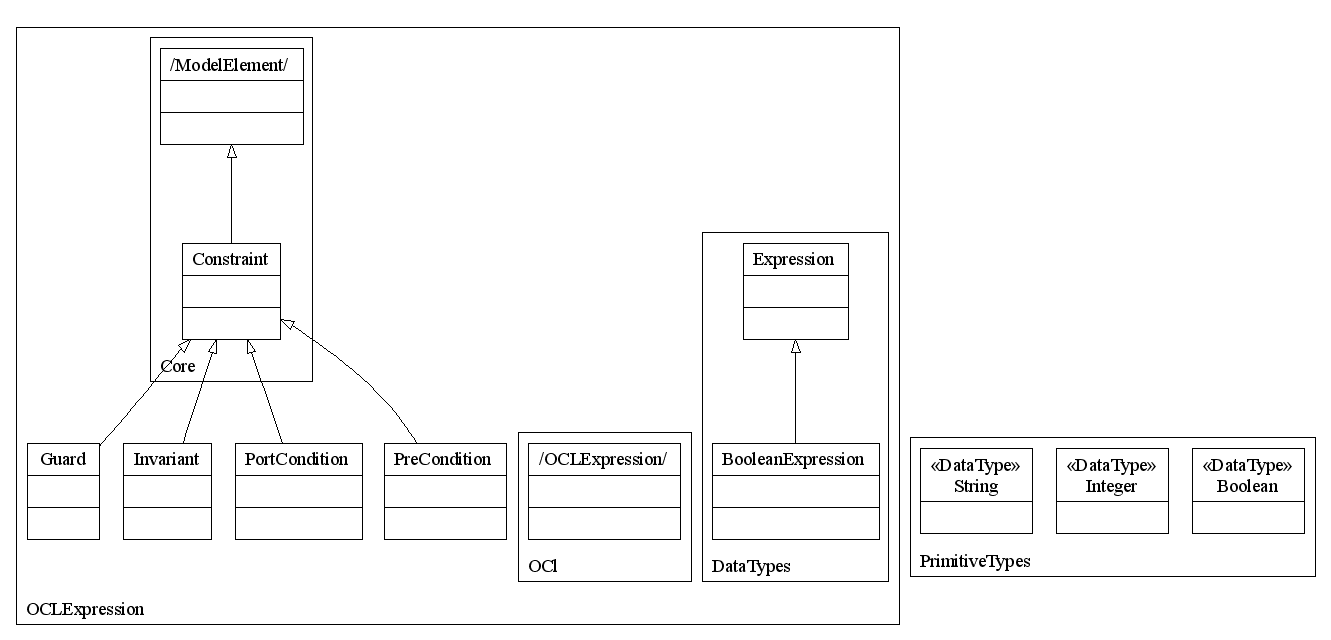 /ModelElement/
Constraint
Core
Expression
Guard
Invariant
PortCondition
PreCondition
/OCLExpression/
OCl
BooleanExpression
DataTypes
«DataType»
String
«DataType»
Integer
«DataType»
Boolean
PrimitiveTypes
OCLExpression